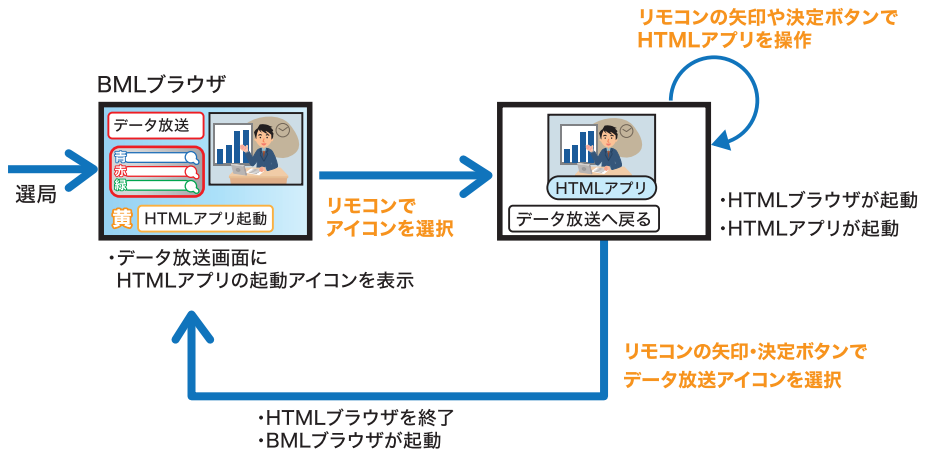 リモコンの矢印や決定ボタンで
HTMLアプリを操作
BMLブラウザ
データ放送
青
赤
緑
黄 HTMLアプリ起動
選局
リモコンで
アイコンを選択
HTMLアプリ
データ放送へ戻る
・HTMLブラウザが起動
・HTMLアプリが起動
・データ放送画面に
HTMLアプリの起動アイコンを表示
リモコンの矢印・決定ボタンで
データ放送アイコンを選択
・HTMLブラウザを終了
・BMLブラウザが起動